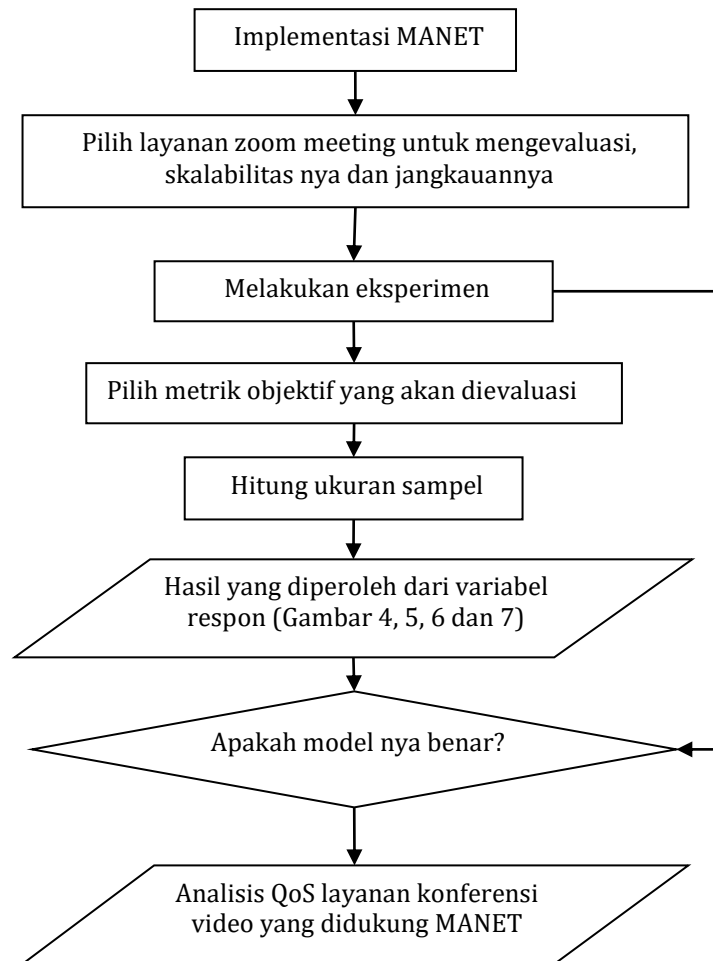 Implementasi MANET
Pilih layanan zoom meeting untuk mengevaluasi,
skalabilitas nya dan jangkauannya
Melakukan eksperimen
Pilih metrik objektif yang akan dievaluasi
Hitung ukuran sampel
Hasil yang diperoleh dari variabel
respon (Gambar 4, 5, 6 dan 7)
Apakah model nya benar?
Analisis QoS layanan konferensi
video yang didukung MANET